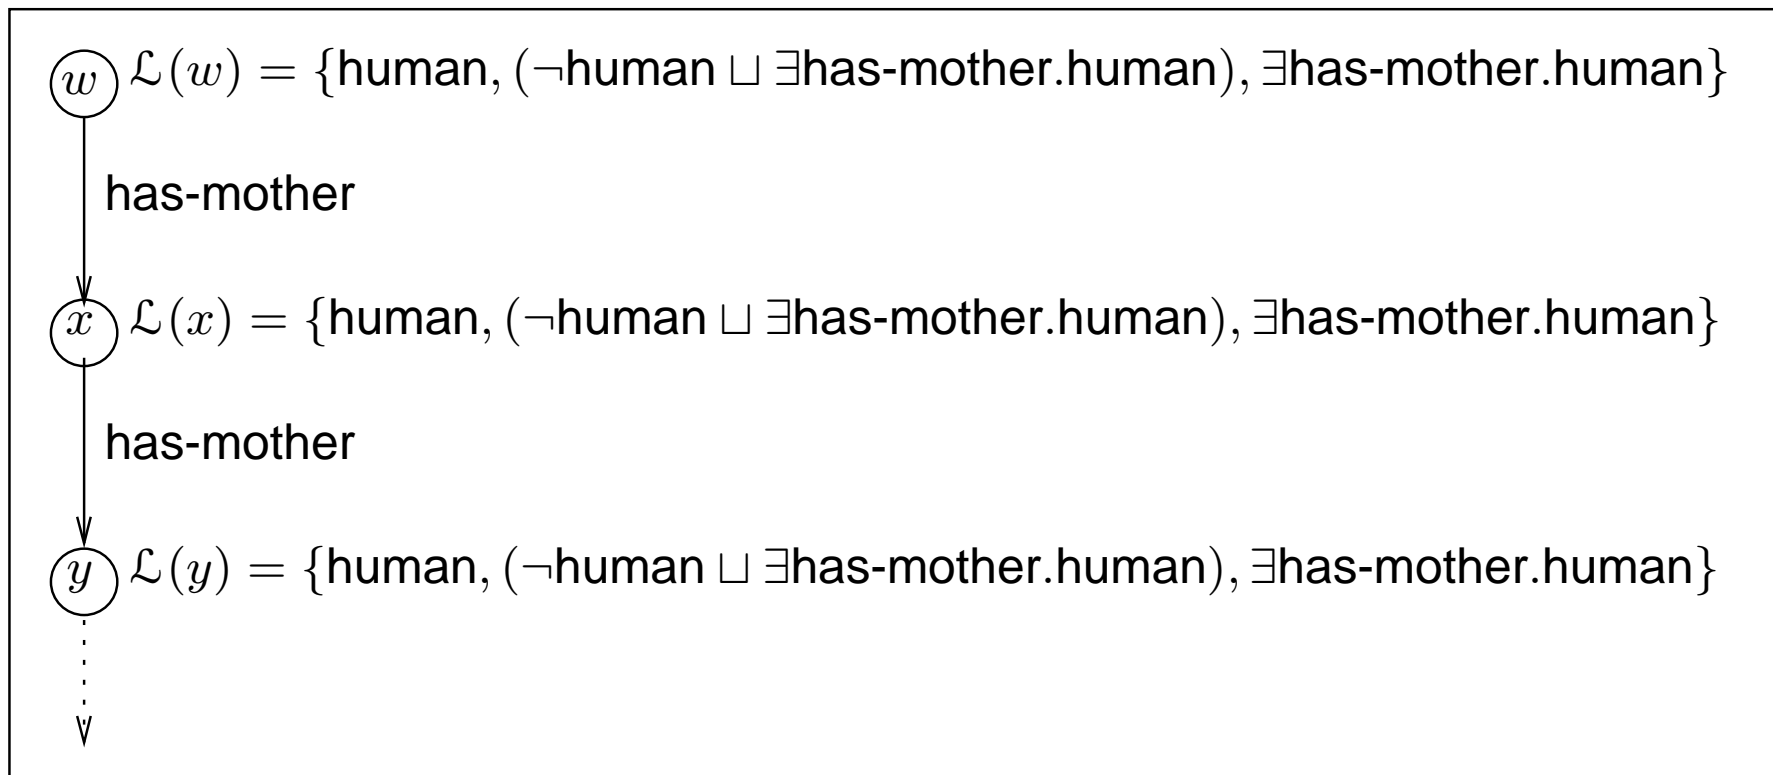 w ℒ(w) = {human, (¬human ⊔ ∃has-mother.human), ∃has-mother.human}
has-mother
x ℒ(x) = {human, (¬human ⊔ ∃has-mother.human), ∃has-mother.human}
has-mother
y ℒ(y) = {human, (¬human ⊔ ∃has-mother.human), ∃has-mother.human}